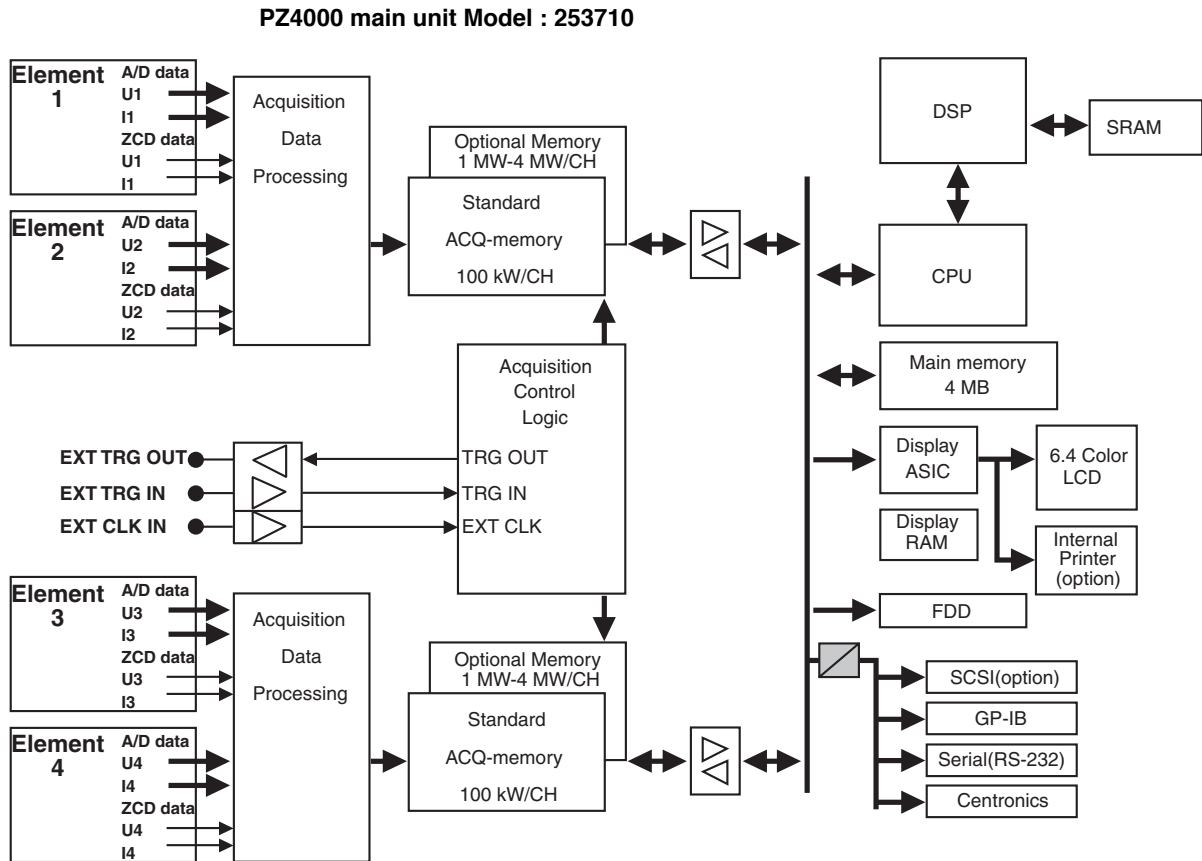 PZ4000 main unit Model : 253710
Element
1
A/D data
U1
I1
ZCD data
U1
I1
Element
2
A/D data
U2
I2
ZCD data
U2
I2
Acquisition
Data
Processing
Optional Memory
1 MW-4 MW/CH
Standard
ACQ-memory
100 kW/CH
Acquisition
Control
Logic
TRG OUT
TRG IN
EXT CLK
EXT TRG OUT
EXT TRG IN
EXT CLK IN
Element
3
A/D data
U3
I3
ZCD data
U3
I3
Element
4
A/D data
U4
I4
ZCD data
U4
I4
Acquisition
Data
Processing
Optional Memory
1 MW-4 MW/CH
Standard
ACQ-memory
100 kW/CH
DSP
SRAM
CPU
Main memory
4 MB
Display
ASIC
6.4 Color
LCD
Display
RAM
Internal
Printer
(option)
FDD
SCSI(option)
GP-IB
Serial(RS-232)
Centronics